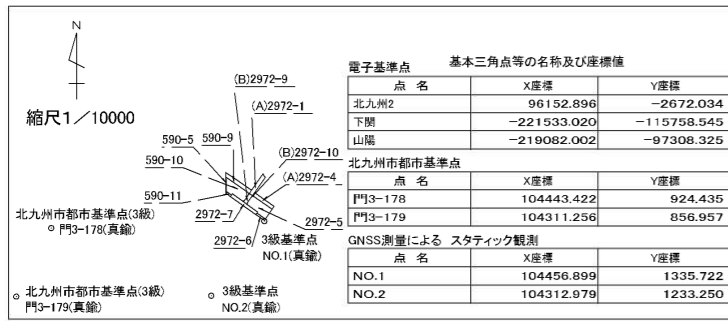 N
縮尺1／10000
(B)2972-9
(A)2972-1
590-5
590-9
(B)2972-10
590-10
(A)2972-4
590-11
2972-7
2972-5
2972-6
北九州市都市基準点(3級)
門3-178(真鍮)
3級基準点
NO.1(真鍮)
北九州市都市基準点(3級)
門3-179(真鍮)
3級基準点
NO.2(真鍮)
基本三角点等の名称及び座標値
電子基準点
点 名 X座標 Y座標
北九州2 96152.896 −2672.034
下関 −221533.020 −115758.545
山陽 −219082.002 −97308.325
北九州市都市基準点
点 名 X座標 Y座標
門3-178 104443.422 924.435
門3-179 104311.256 856.957
GNSS測量による スタティック観測
点 名 X座標 Y座標
NO.1 104456.899 1335.722
NO.2 104312.979 1233.250